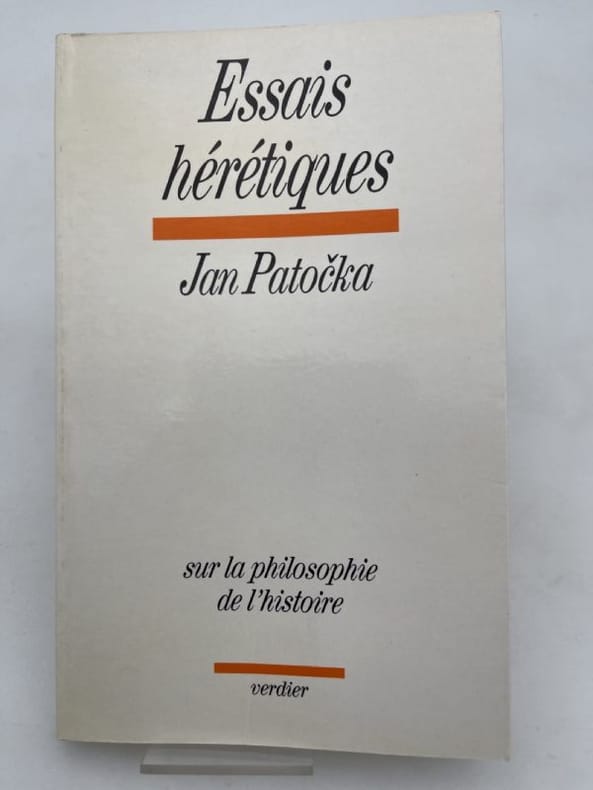 Essais
hérétiques
Jan Patočka
sur la philosophie
de l'histoire
verdier